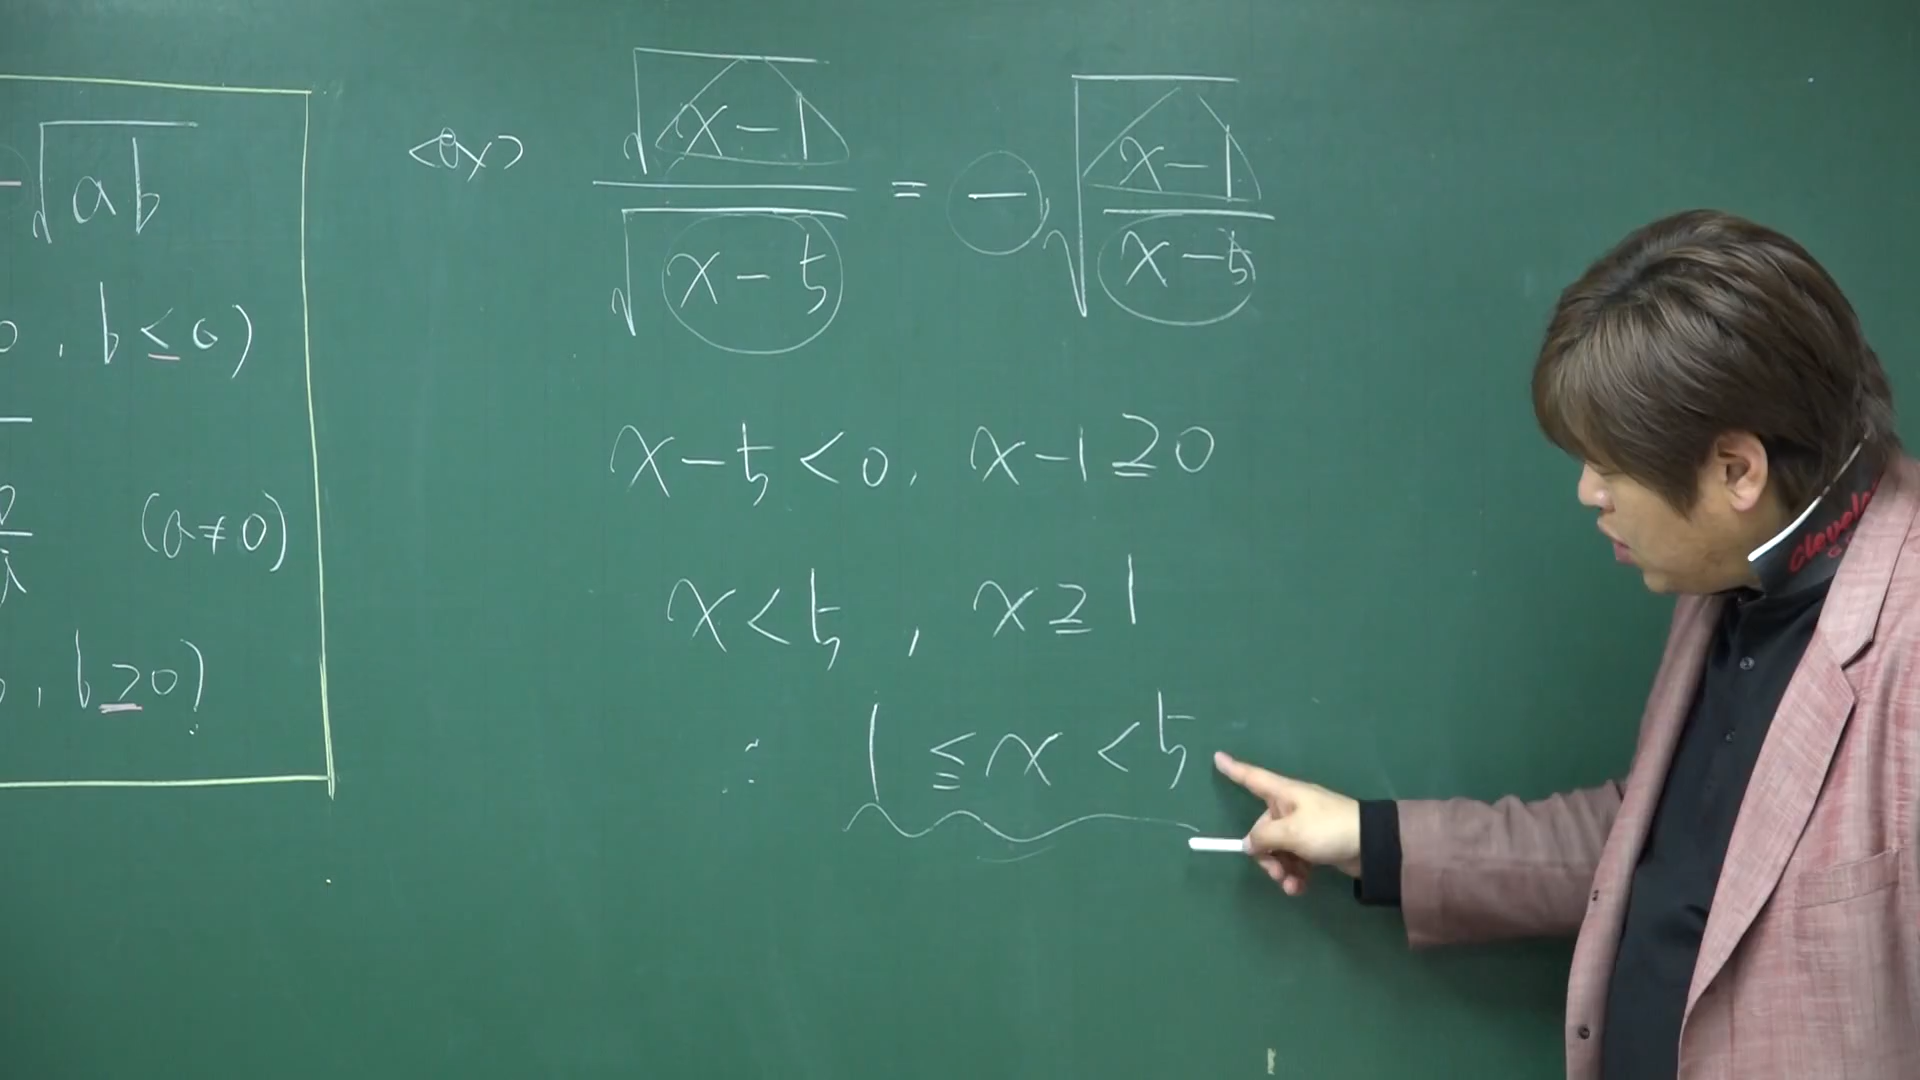 -√ab
, b ≤ 0)
(a ≠ 0)
, b ≥ 0)
<ex> √(x-1) / √(x-5) = -√((x-1)/(x-5))
x-5<0, x-1≥0
x<5, x≥1
∴ 1≦x<5